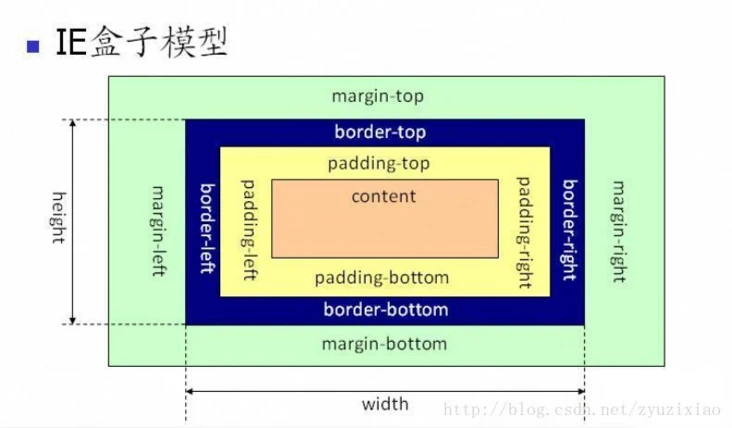 IE盒子模型
margin-top
border-top
padding-top
content
height
margin-left
border-left
padding-left
padding-right
border-right
margin-right
padding-bottom
border-bottom
margin-bottom
width
http://blog.csdn.net/zyuzixiao